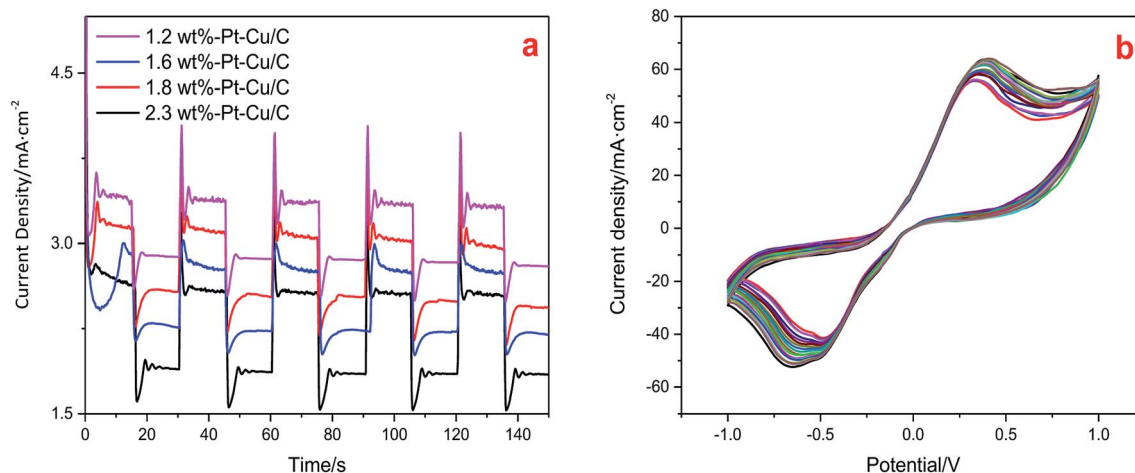 a
1.2 wt%-Pt-Cu/C
1.6 wt%-Pt-Cu/C
1.8 wt%-Pt-Cu/C
2.3 wt%-Pt-Cu/C
4.5
3.0
1.5
Current Density/mA·cm⁻²
0 20 40 60 80 100 120 140
Time/s
b
80
60
40
20
0
-20
-40
-60
Current density/mA·cm⁻²
-1.0 -0.5 0.0 0.5 1.0
Potential/V